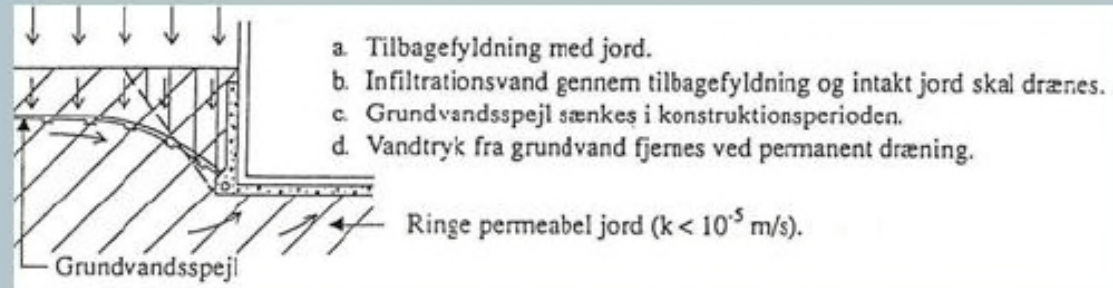 a. Tilbagefyldning med jord.
b. Infiltrationsvand gennem tilbagefyldning og intakt jord skal drænes.
c. Grundvandsspejl sænkes i konstruktionsperioden.
d. Vandtryk fra grundvand fjernes ved permanent dræning.
Ringe permeabel jord (k < 10⁻⁵ m/s).
Grundvandsspejl